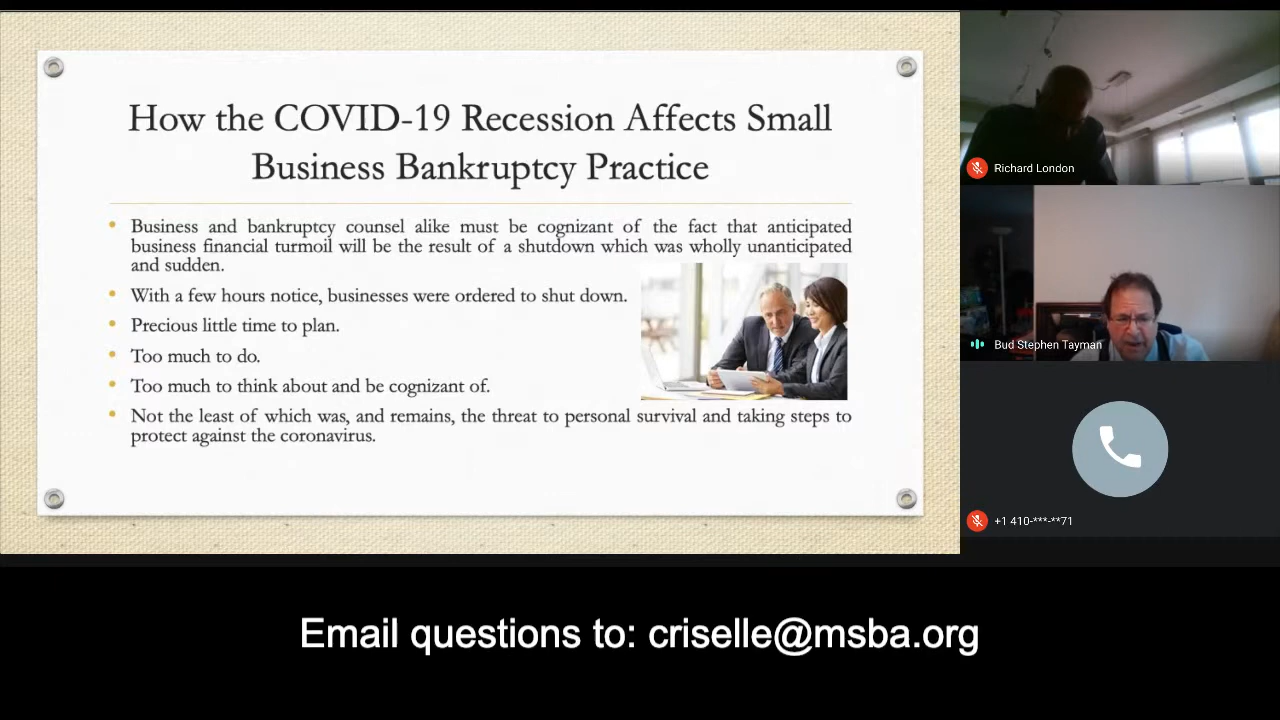 How the COVID-19 Recession Affects Small
Business Bankruptcy Practice
• Business and bankruptcy counsel alike must be cognizant of the fact that anticipated
business financial turmoil will be the result of a shutdown which was wholly unanticipated
and sudden.
• With a few hours notice, businesses were ordered to shut down.
• Precious little time to plan.
• Too much to do.
• Too much to think about and be cognizant of.
• Not the least of which was, and remains, the threat to personal survival and taking steps to
protect against the coronavirus.
Richard London
Bud Stephen Tayman
+1 410-***-**71
Email questions to: criselle@msba.org